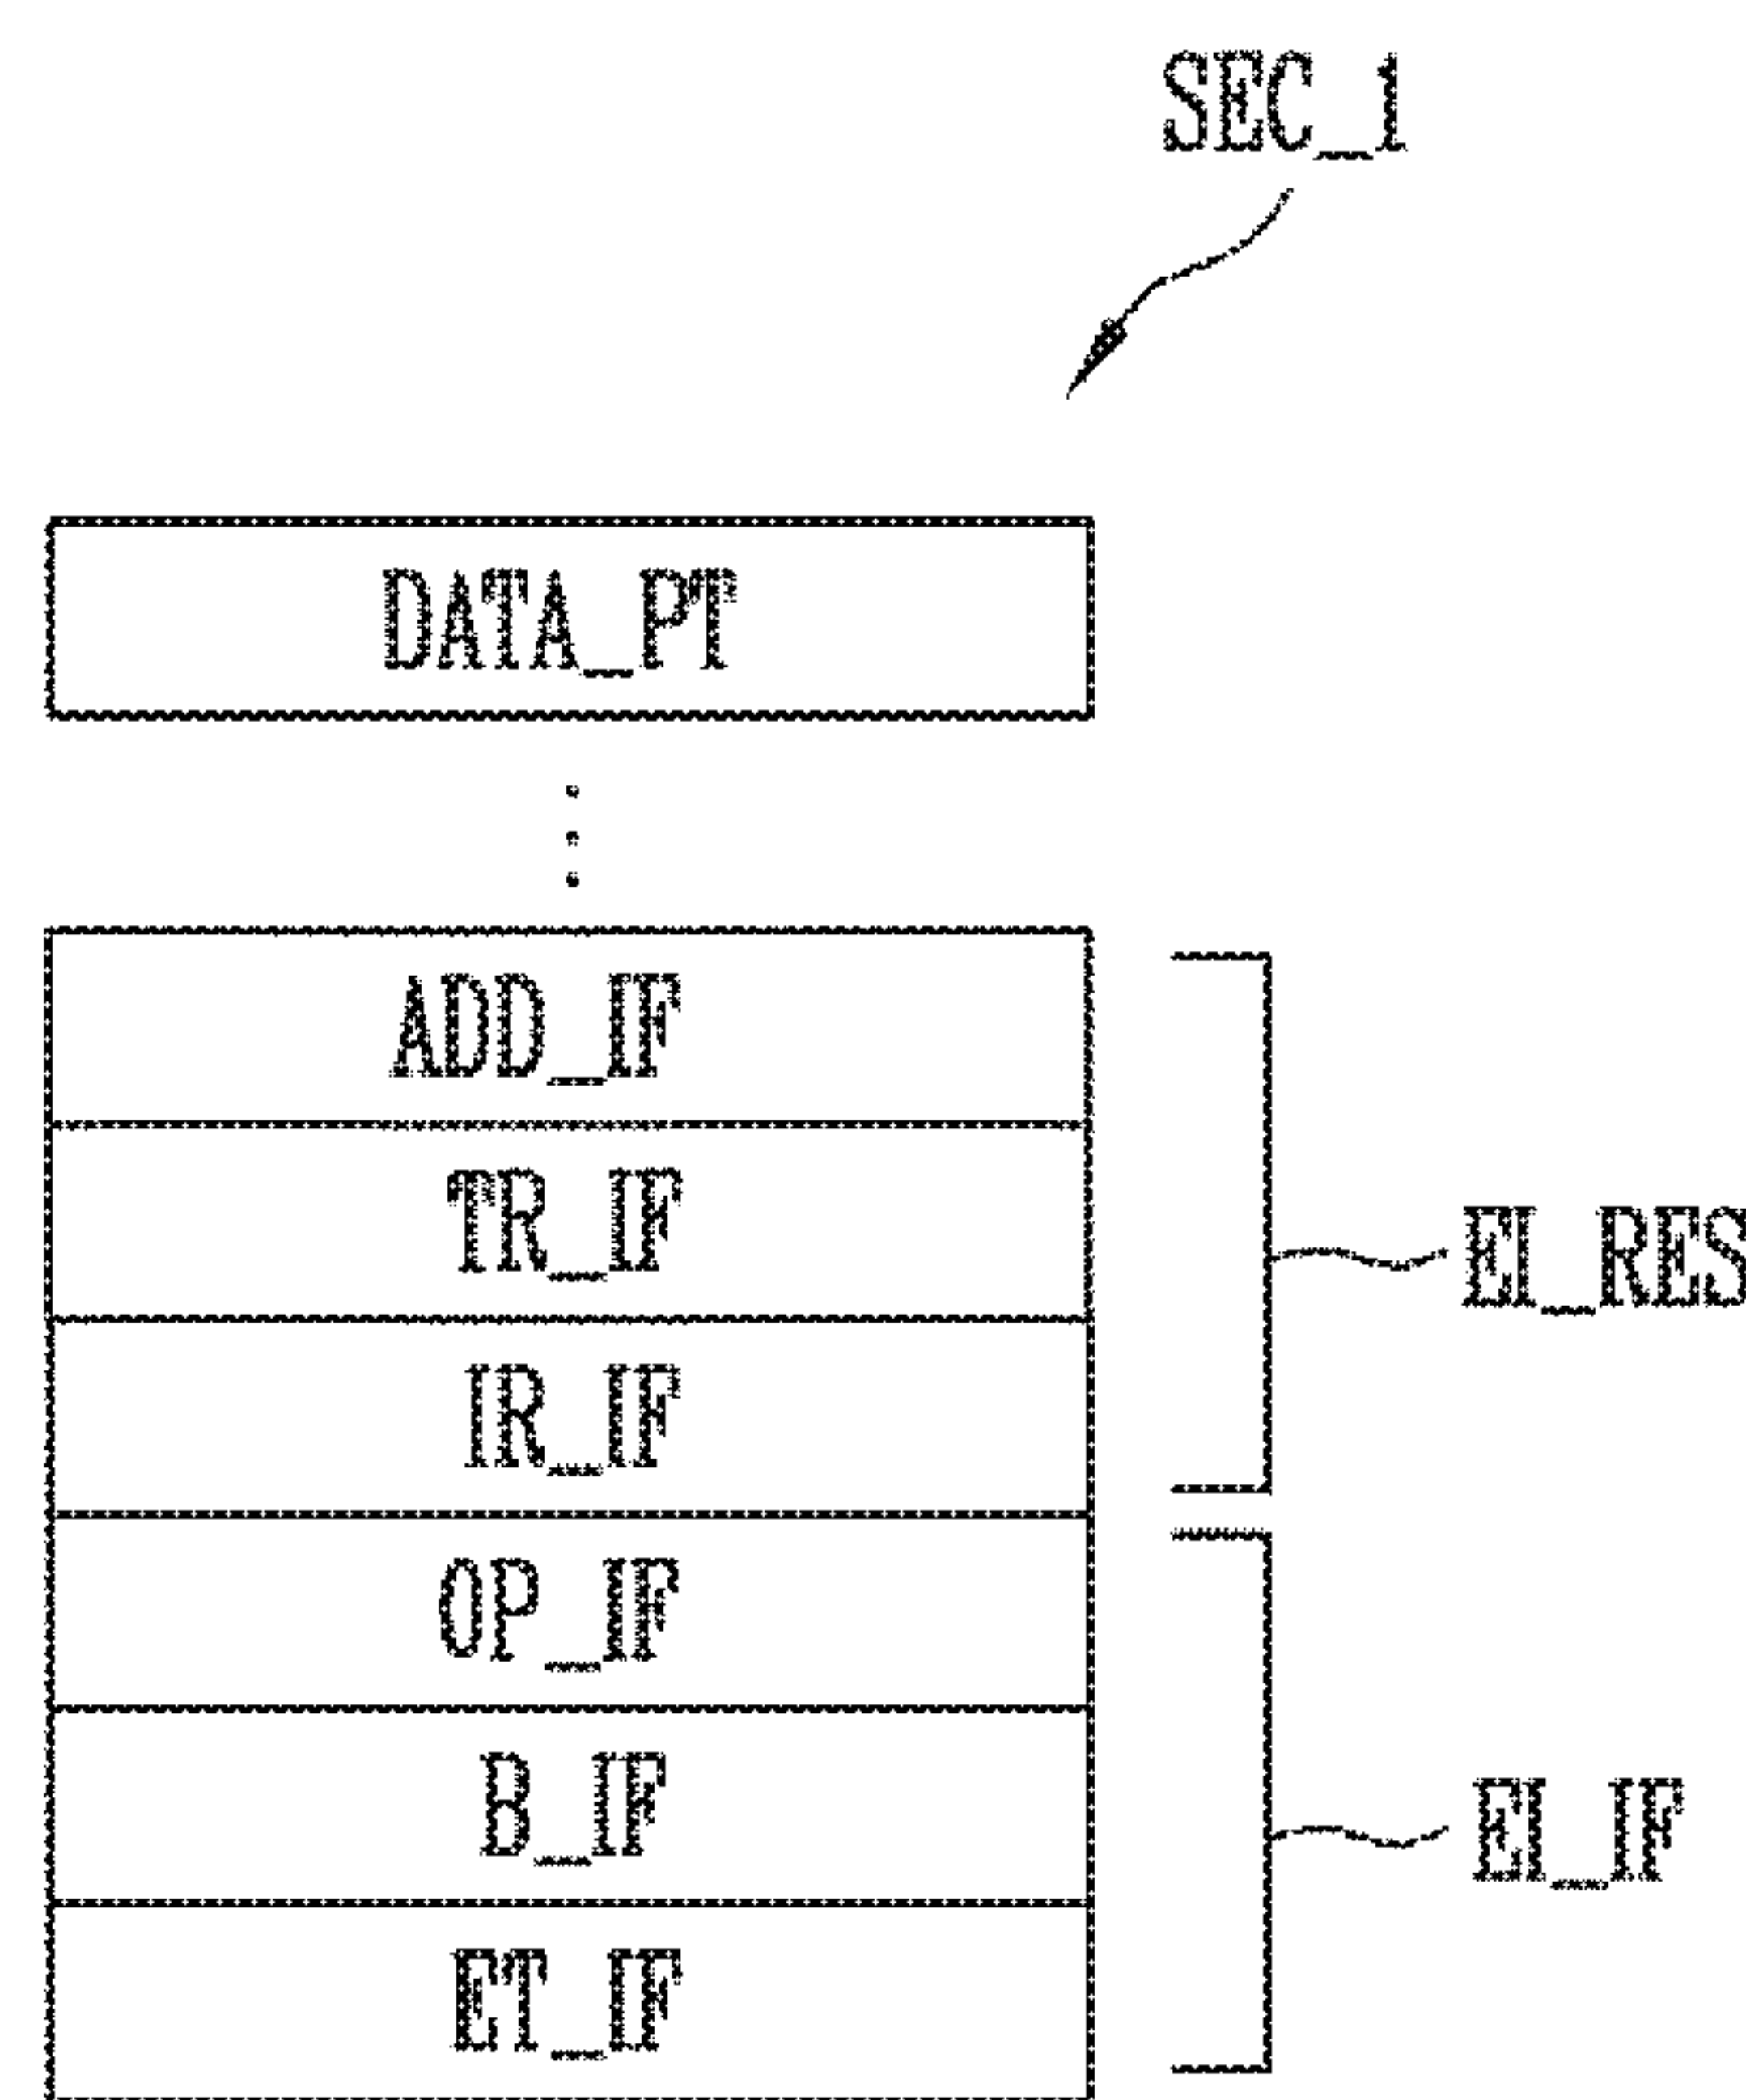 SEC_1
DATA_PT
ADD_IF
TR_IF
EI_RES
IR_IF
OP_IF
B_IF
EI_IF
ET_IF